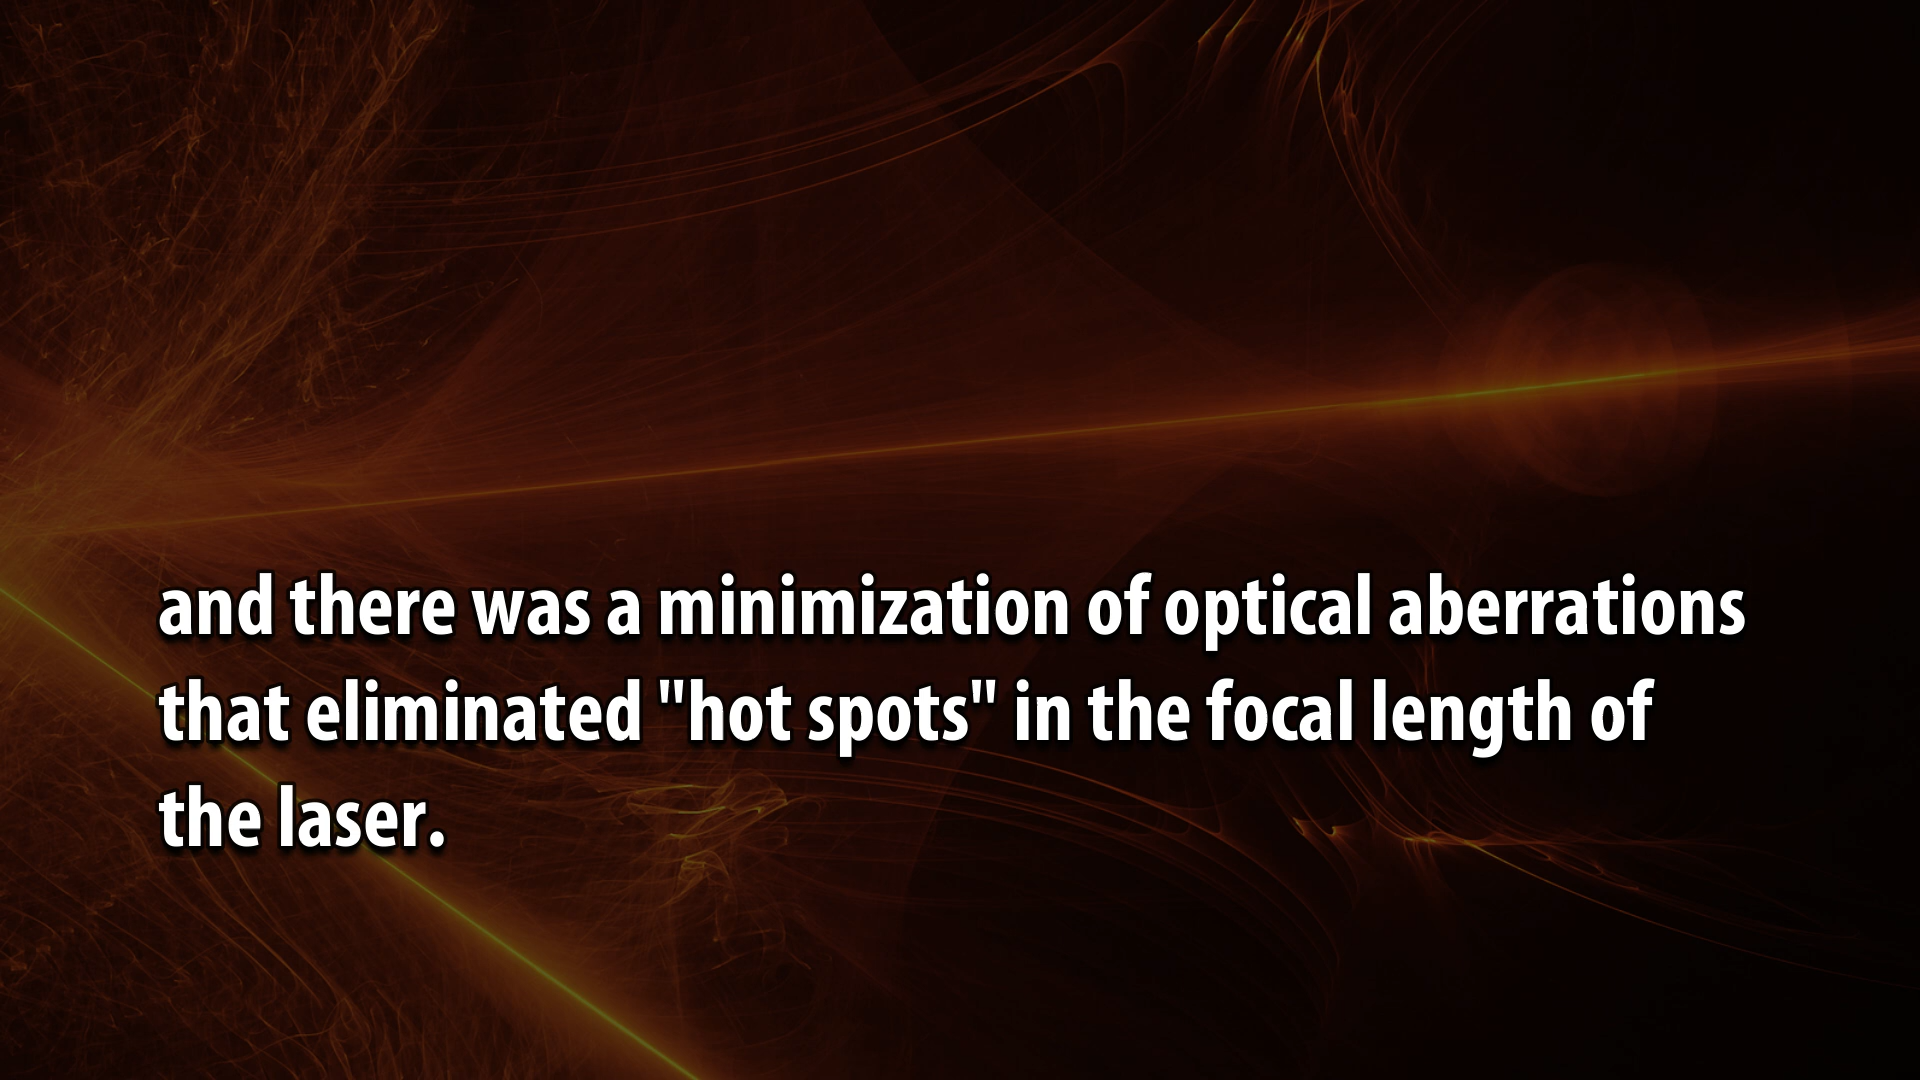 and there was a minimization of optical aberrations
that eliminated "hot spots" in the focal length of
the laser.